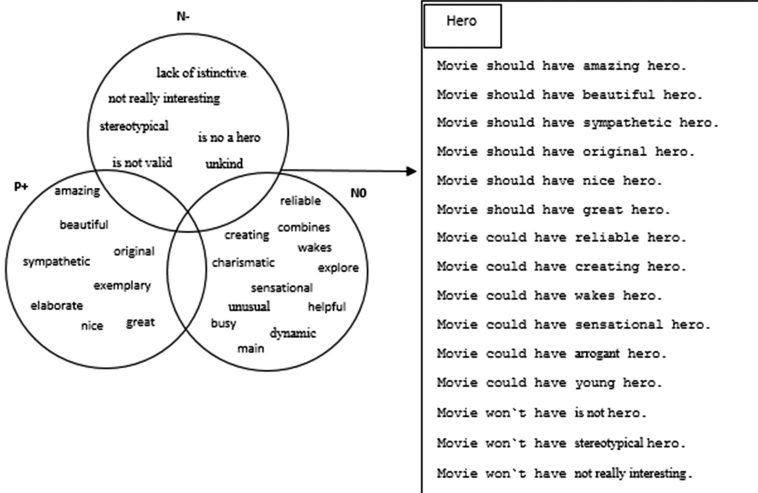 N-
lack of istinctive
not really interesting
stereotypical
is no a hero
is not valid
unkind
P+
amazing
beautiful
original
sympathetic
exemplary
elaborate
nice
great
N0
reliable
creating
combines
wakes
charismatic
explore
sensational
unusual
helpful
busy
dynamic
main
Hero
Movie should have amazing hero.
Movie should have beautiful hero.
Movie should have sympathetic hero.
Movie should have original hero.
Movie should have nice hero.
Movie should have great hero.
Movie could have reliable hero.
Movie could have creating hero.
Movie could have wakes hero.
Movie could have sensational hero.
Movie could have arrogant hero.
Movie could have young hero.
Movie won`t have is not hero.
Movie won`t have stereotypical hero.
Movie won`t have not really interesting.